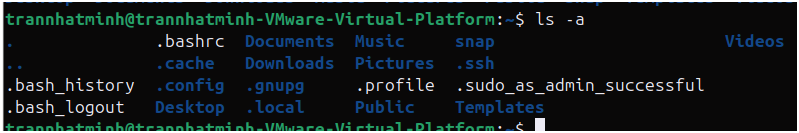 trannhatminh@trannhatminh-VMware-Virtual-Platform:~$ ls -a
. .bashrc Documents Music snap Videos
.. .cache Downloads Pictures .ssh
.bash_history .config .gnupg .profile .sudo_as_admin_successful
.bash_logout Desktop .local Public Templates
trannhatminh@trannhatminh-VMware-Virtual-Platform:~$